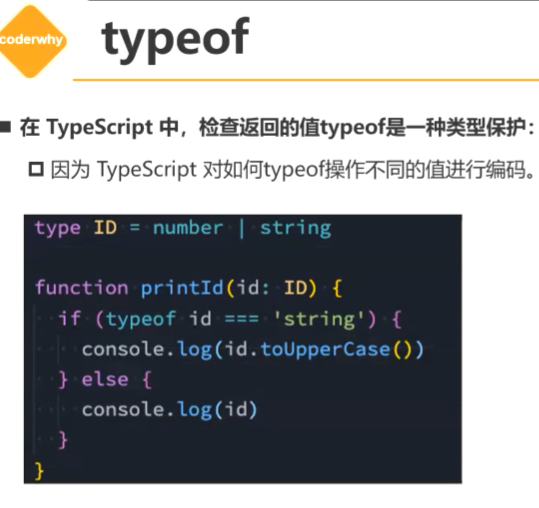 coderwhy
typeof
在 TypeScript 中，检查返回的值typeof是一种类型保护：
因为 TypeScript 对如何typeof操作不同的值进行编码。
type ID = number | string
function printId(id: ID) {
if (typeof id === 'string') {
console.log(id.toUpperCase())
} else {
console.log(id)
}
}